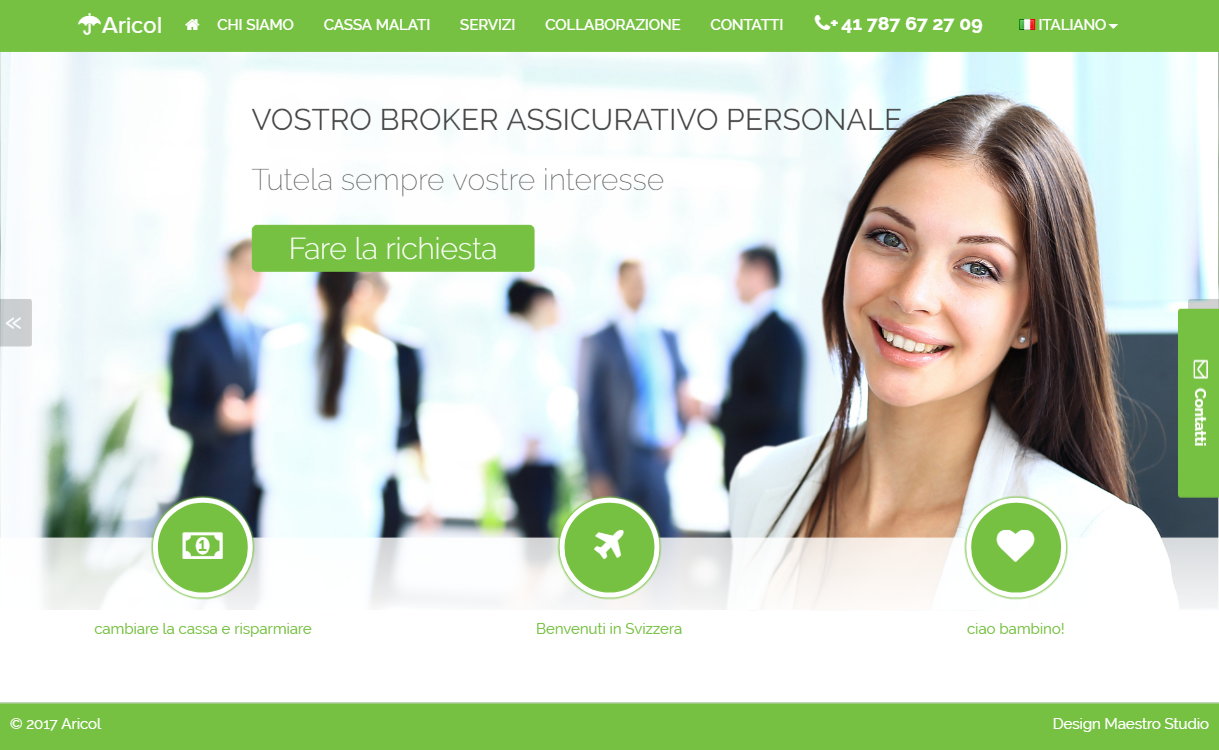 Aricol
CHI SIAMO
CASSA MALATI
SERVIZI
COLLABORAZIONE
CONTATTI
+ 41 787 67 27 09
ITALIANO
VOSTRO BROKER ASSICURATIVO PERSONALE
Tutela sempre vostre interesse
Fare la richiesta
Contatti
1
cambiare la cassa e risparmiare
Benvenuti in Svizzera
ciao bambino!
© 2017 Aricol
Design Maestro Studio